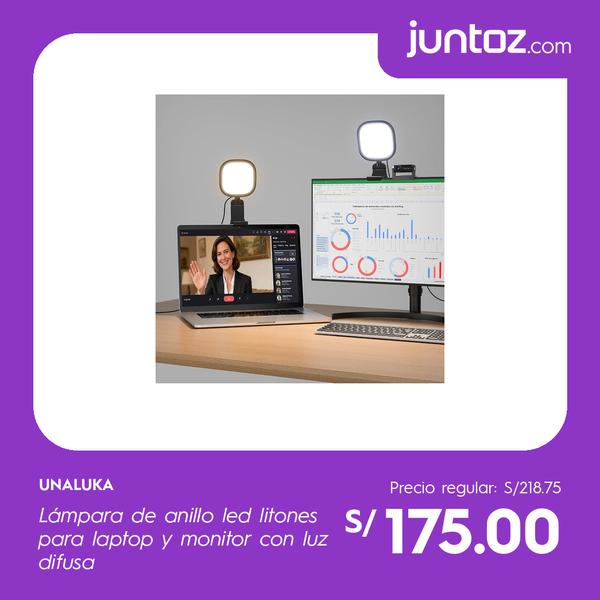 juntoz.com
UNALUKA
Lámpara de anillo led litones
para laptop y monitor con luz
difusa
Precio regular: S/218.75
S/175.00